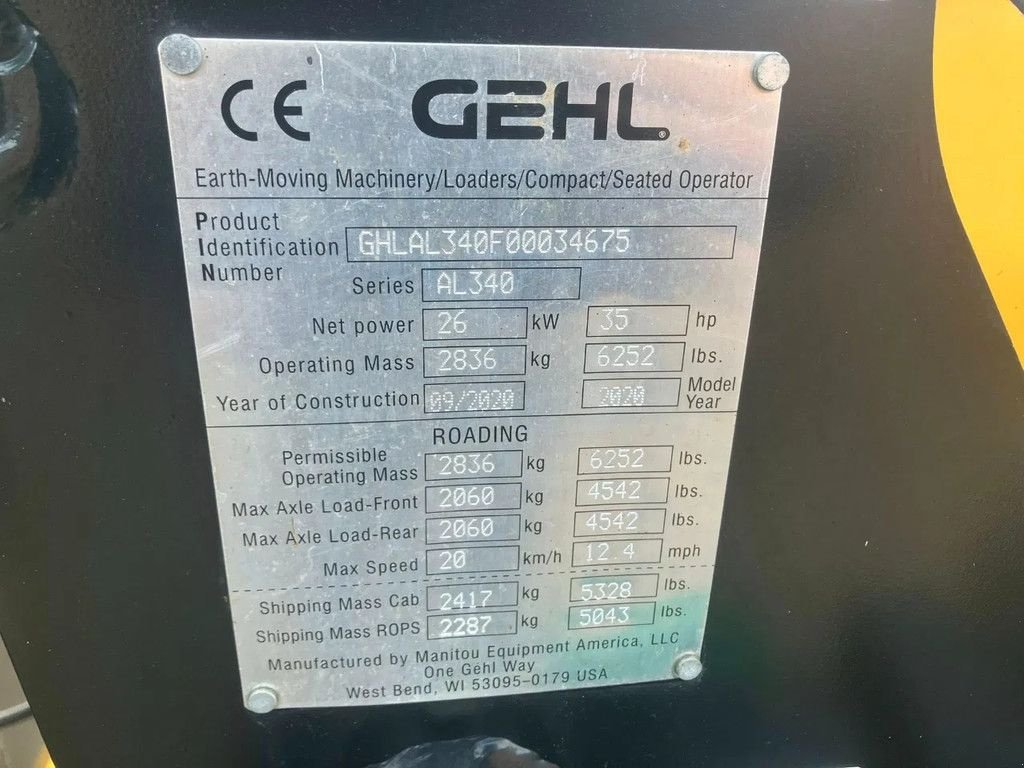 CE GEHL®
Earth-Moving Machinery/Loaders/Compact/Seated Operator
Product
Identification GHLAL340F00034675
Number
Series AL340
Net power 26 kW 35 hp
Operating Mass 2836 kg 6252 lbs.
Year of Construction 09/2020 2020 Model Year
ROADING
Permissible
Operating Mass 2836 kg 6252 lbs.
Max Axle Load-Front 2060 kg 4542 lbs.
Max Axle Load-Rear 2060 kg 4542 lbs.
Max Speed 20 km/h 12.4 mph
Shipping Mass Cab 2417 kg 5328 lbs.
Shipping Mass ROPS 2287 kg 5043 lbs.
Manufactured by Manitou Equipment America, LLC
One Gehl Way
West Bend, WI 53095-0179 USA